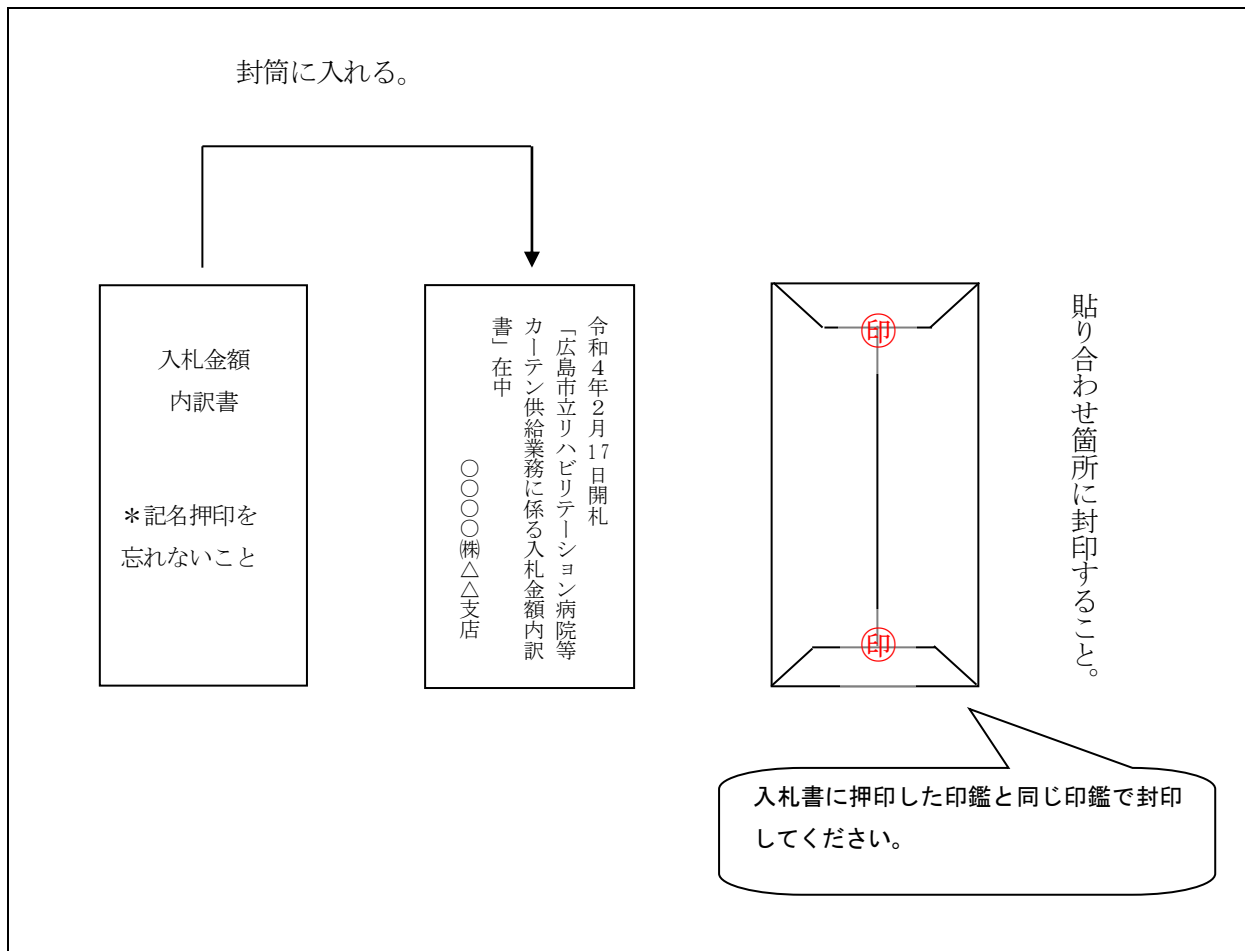 封筒に入れる。
入札金額
内訳書
＊記名押印を
忘れないこと
令和４年２月17日開札
「広島市立リハビリテーション病院等
カーテン供給業務に係る入札金額内訳
書」在中
○○○○㈱△△支店
印
印
貼り合わせ箇所に封印すること。
入札書に押印した印鑑と同じ印鑑で封印
してください。